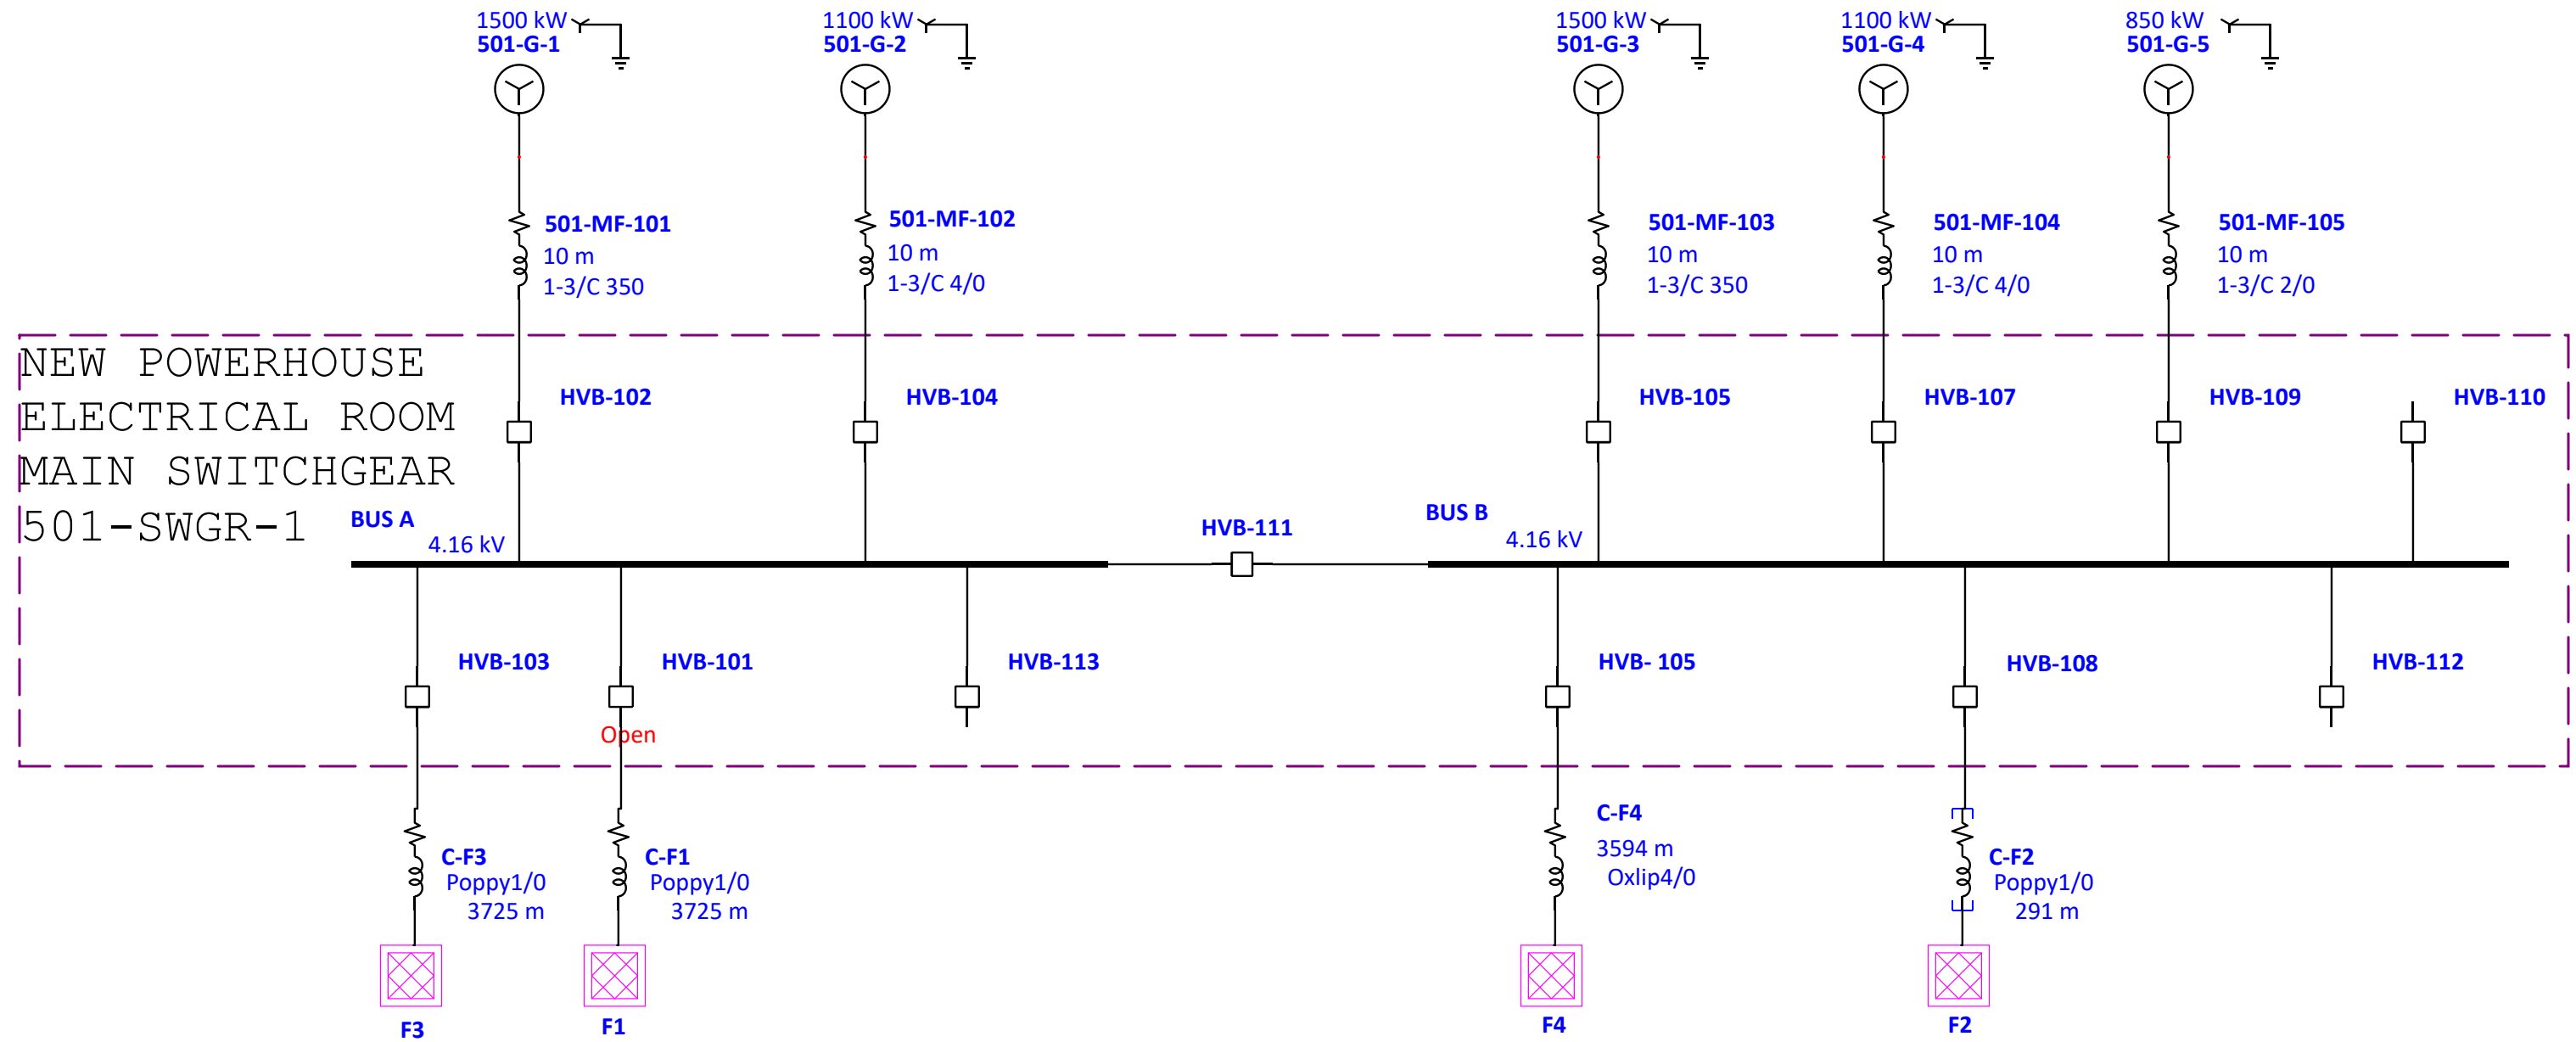 1500 kW
501-G-1
1100 kW
501-G-2
1500 kW
501-G-3
1100 kW
501-G-4
850 kW
501-G-5
501-MF-101
10 m
1-3/C 350
501-MF-102
10 m
1-3/C 4/0
501-MF-103
10 m
1-3/C 350
501-MF-104
10 m
1-3/C 4/0
501-MF-105
10 m
1-3/C 2/0
NEW POWERHOUSE
ELECTRICAL ROOM
MAIN SWITCHGEAR
501-SWGR-1
HVB-102
HVB-104
HVB-105
HVB-107
HVB-109
HVB-110
BUS A
4.16 kV
HVB-111
BUS B
4.16 kV
HVB-103
HVB-101
Open
HVB-113
HVB- 105
HVB-108
HVB-112
C-F3
Poppy1/0
3725 m
C-F1
Poppy1/0
3725 m
C-F4
3594 m
Oxlip4/0
C-F2
Poppy1/0
291 m
F3
F1
F4
F2